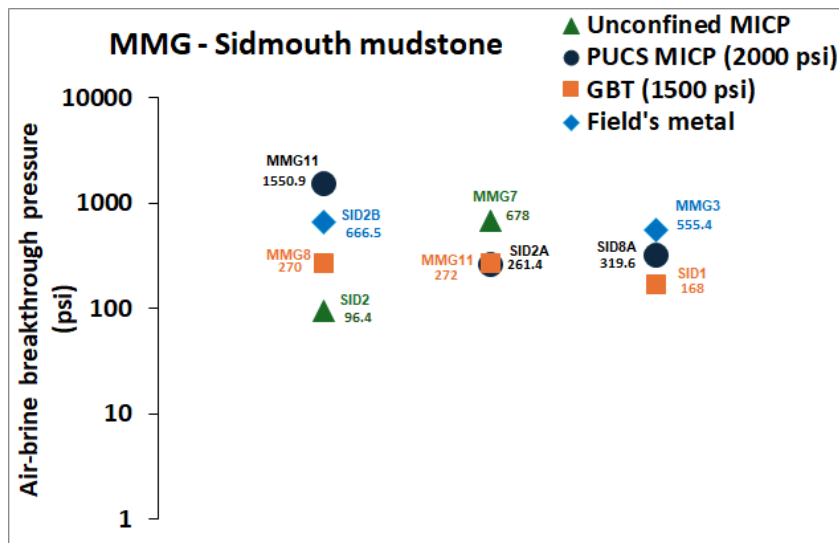 MMG - Sidmouth mudstone
Unconfined MICP
PUCS MICP (2000 psi)
GBT (1500 psi)
Field's metal
Air-brine breakthrough pressure
(psi)
10000
1000
100
10
1
MMG11
1550.9
SID2B
666.5
MMG8
270
SID2
96.4
MMG7
678
MMG11
272
SID2A
261.4
MMG3
555.4
SID8A
319.6
SID1
168